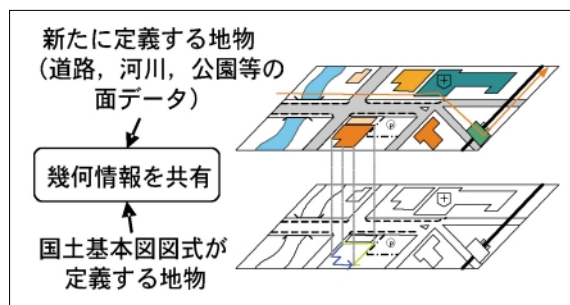 新たに定義する地物
（道路，河川，公園等の
面データ）
幾何情報を共有
国土基本図図式が
定義する地物